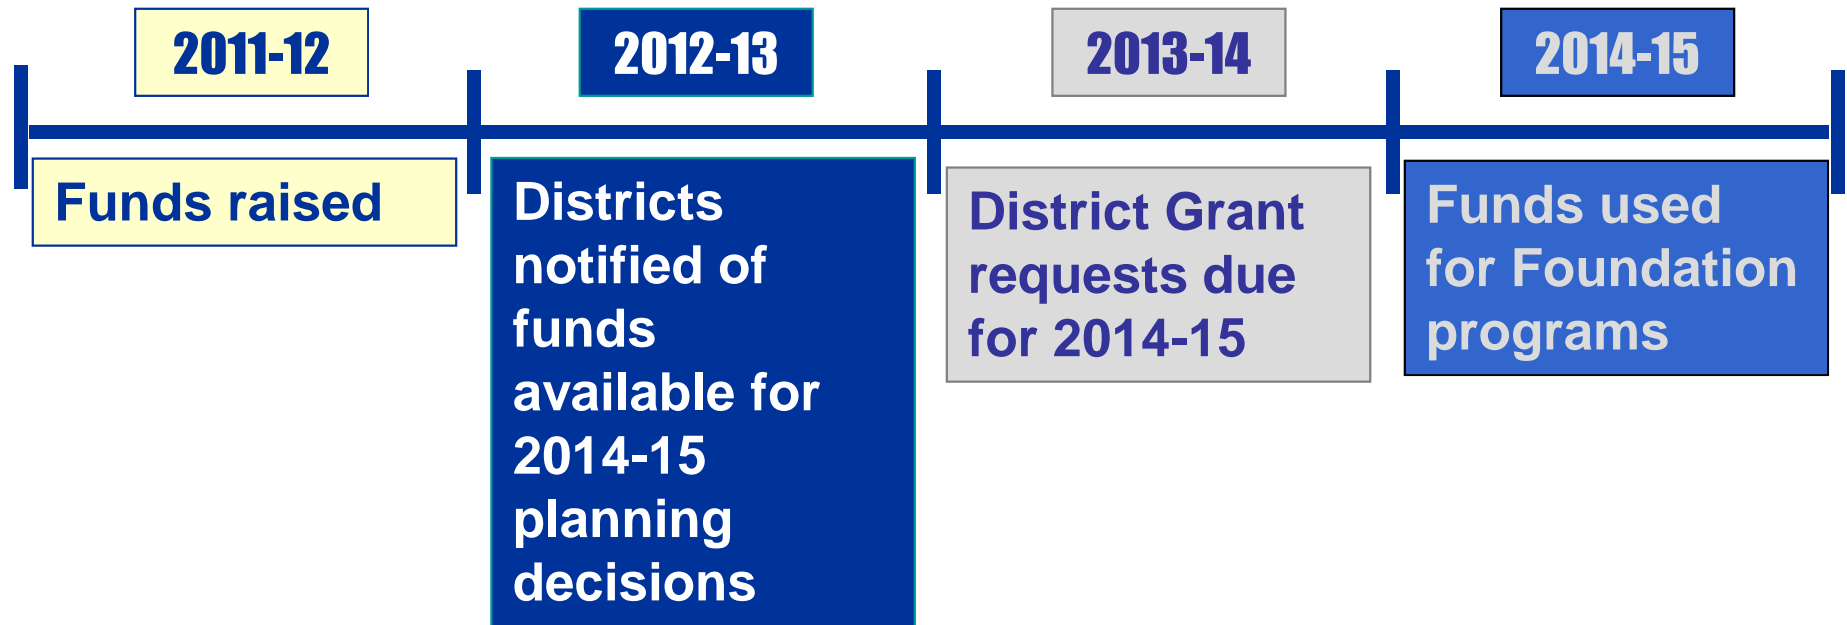 2011-12
2012-13
2013-14
2014-15
Funds raised
Districts
notified of
funds
available for
2014-15
planning
decisions
District Grant
requests due
for 2014-15
Funds used
for Foundation
programs